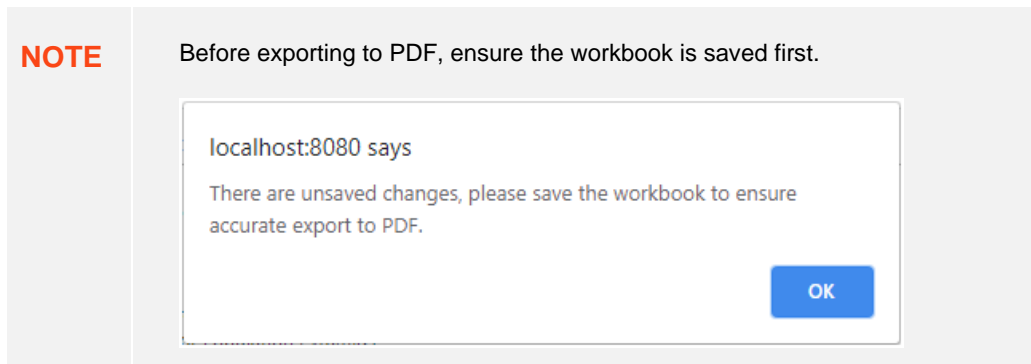 NOTE
Before exporting to PDF, ensure the workbook is saved first.
localhost:8080 says
There are unsaved changes, please save the workbook to ensure
accurate export to PDF.
OK